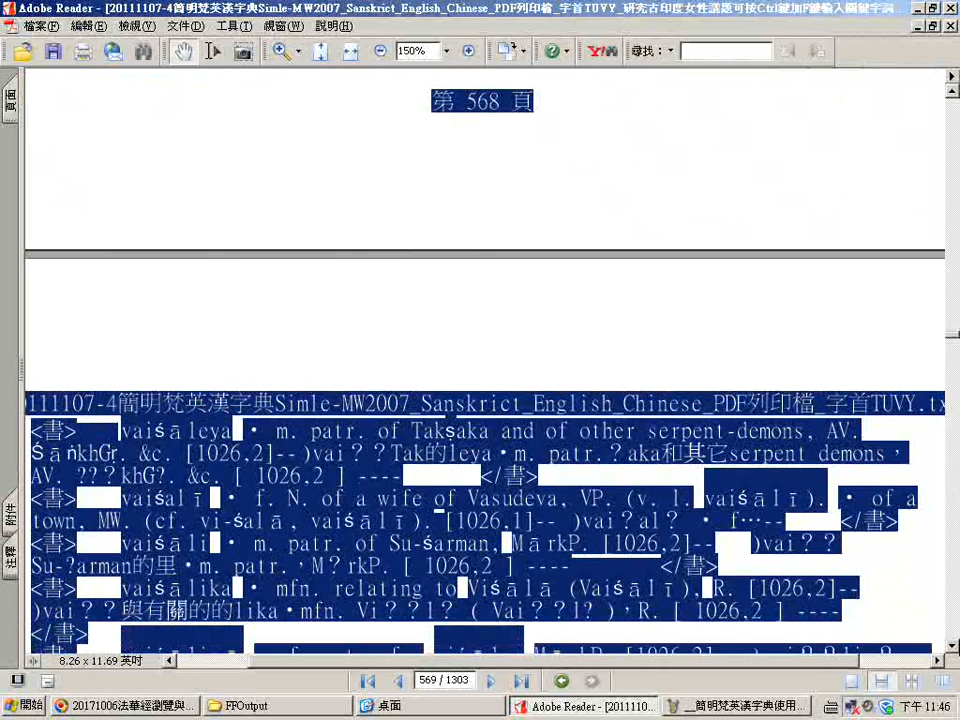 Adobe Reader - [20111107-4簡明梵英漢字典Simle-MW2007_Sanskrict_English_Chinese_PDF列印檔_字首TUVY_研究古印度女性議題可按Ctrl鍵加F鍵輸入關鍵字詞...
檔案(F) 編輯(E) 檢視(V) 文件(D) 工具(T) 視窗(W) 說明(H)
150% Y! 尋找：
頁面
第 568 頁
)111107-4簡明梵英漢字典Simle-MW2007_Sanskrict_English_Chinese_PDF列印檔_字首TUVY.tx
<書> vaiśāleya • m. patr. of Takṣaka and of other serpent-demons, AV.
ŚāṅkhGr. &c. [1026,2]-- )vai？？Tak的leya•m. patr.？aka和其它serpent demons，
AV. ???khG?. &c. [ 1026,2 ] ---- </書>
<書> vaiśalī • f. N. of a wife of Vasudeva, VP. (v. l. vaiśālī). • of a
town, MW. (cf. vi-śalā, vaiśālī). [1026,1]-- )vai？al？ • f…-- </書>
<書> vaiśāli • m. patr. of Su-śarman, MārkP. [1026,2]-- )vai？？
Su-?arman的里•m. patr.，M？rkP. [ 1026,2 ] ---- </書>
<書> vaiśālika • mfn. relating to Viśālā (Vaiśālī), R. [1026,2]--
)vai？？與有關的的lika•mfn. Vi？？l？ ( Vai？？l? )，R. [ 1026,2 ] ----
</書>
附件
注釋
8.26 x 11.69 英吋
569 / 1303
開始 20171006法華經瀏覽與... FFOutput 桌面 Adobe Reader - [201110... __簡明梵英字典使用... 下午 11:46